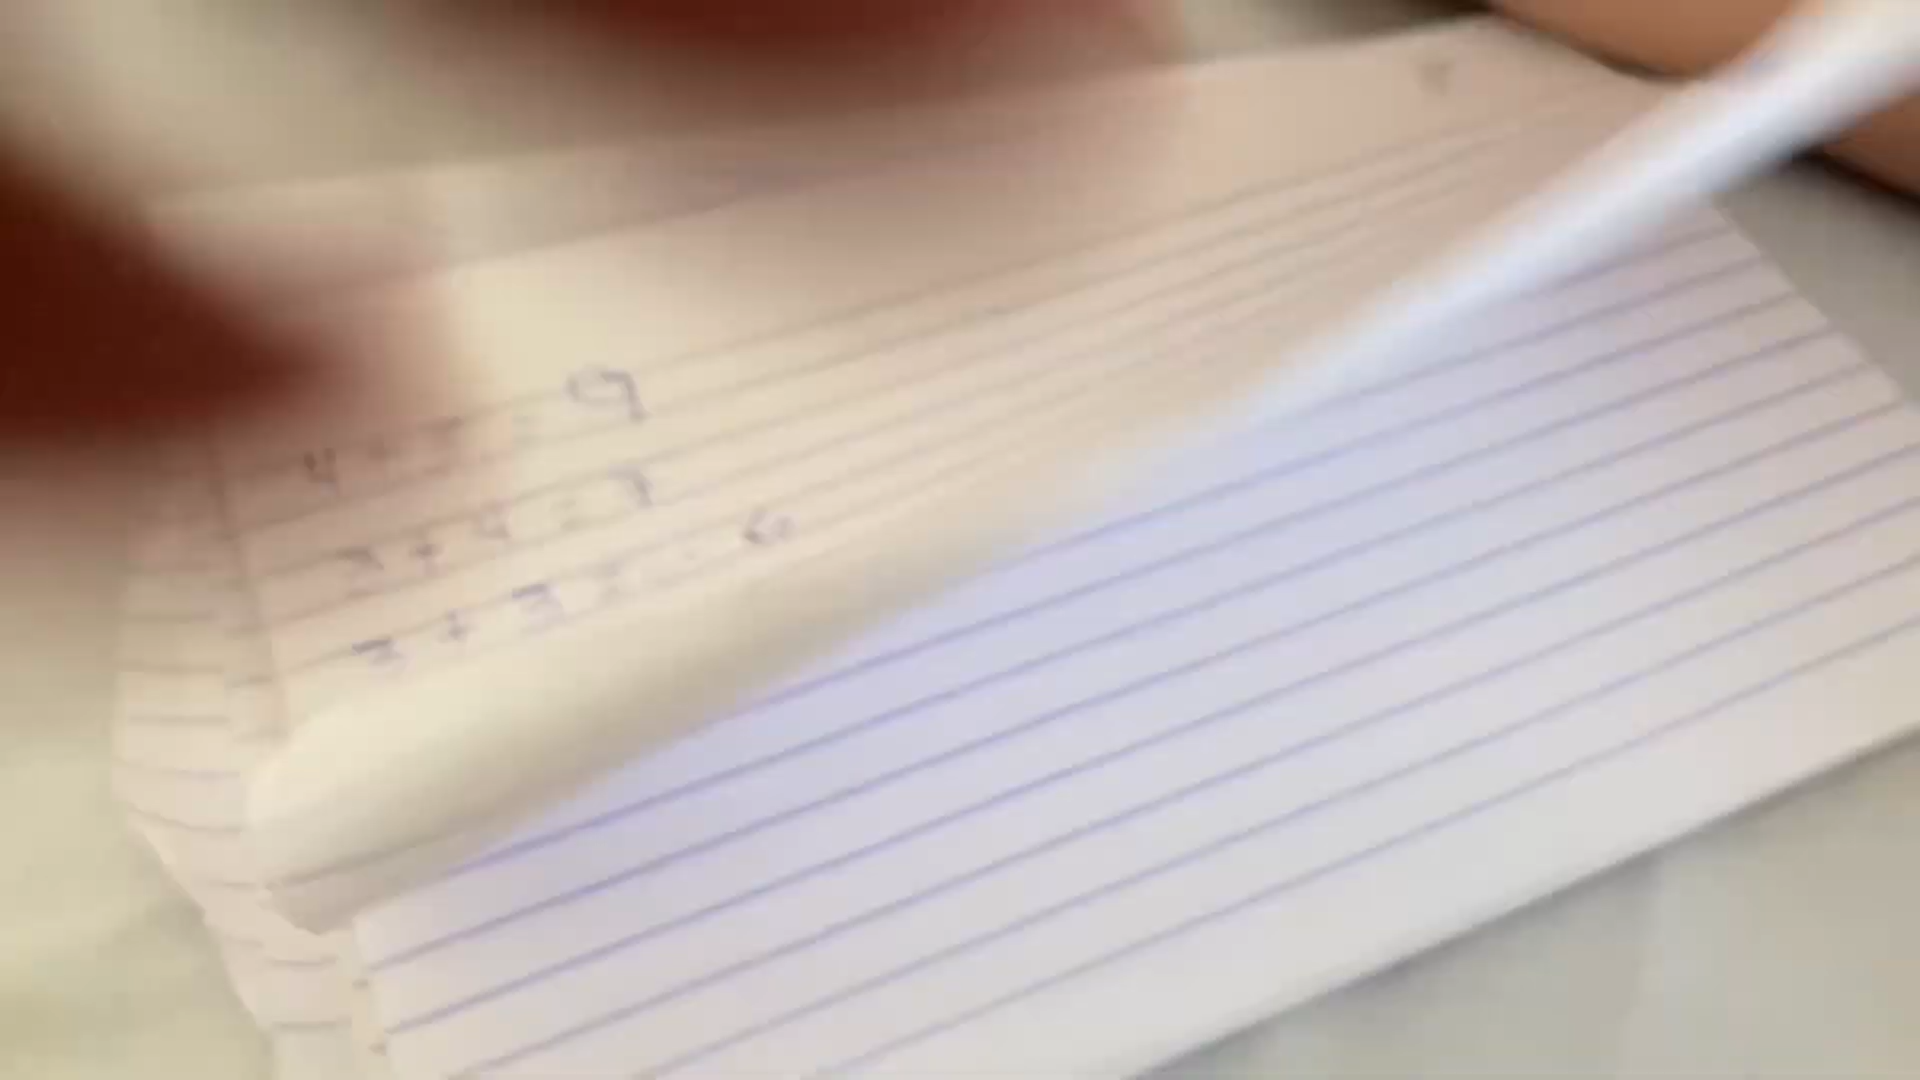 4 + 5 = 9
3 + 4 = 7
3 + 3 = 6